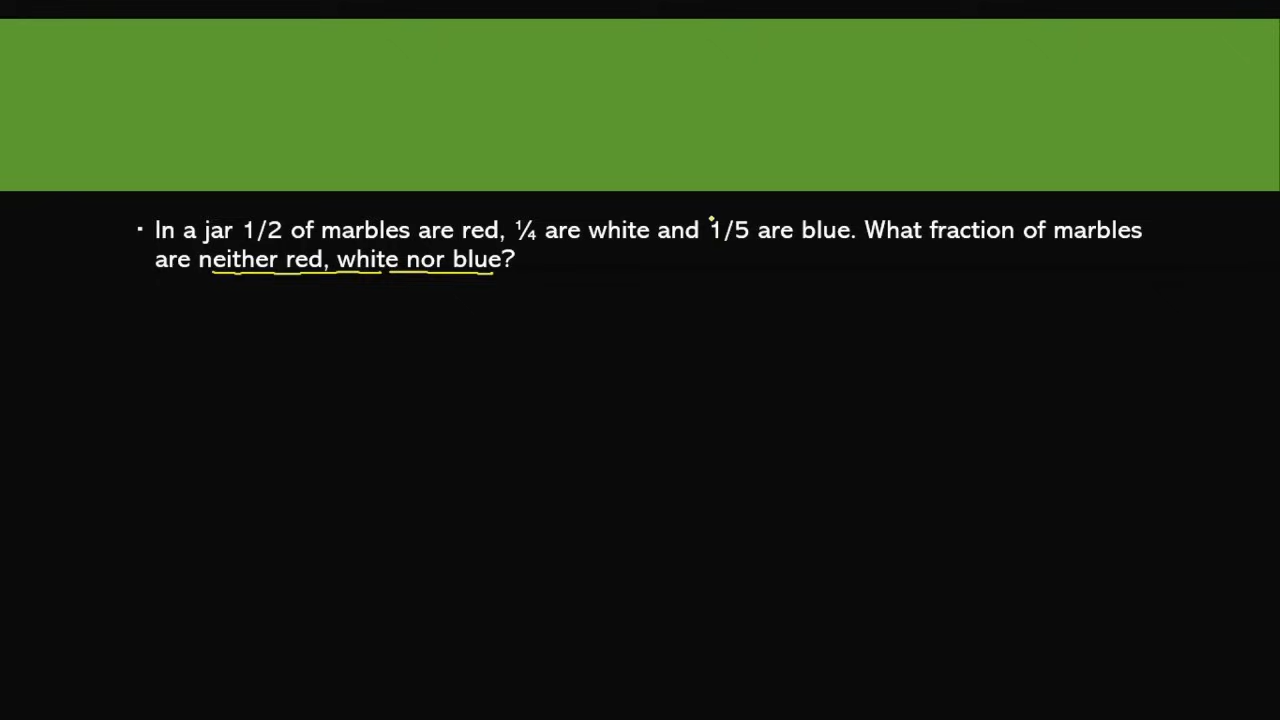 · In a jar 1/2 of marbles are red, ¼ are white and 1/5 are blue. What fraction of marbles
are neither red, white nor blue?